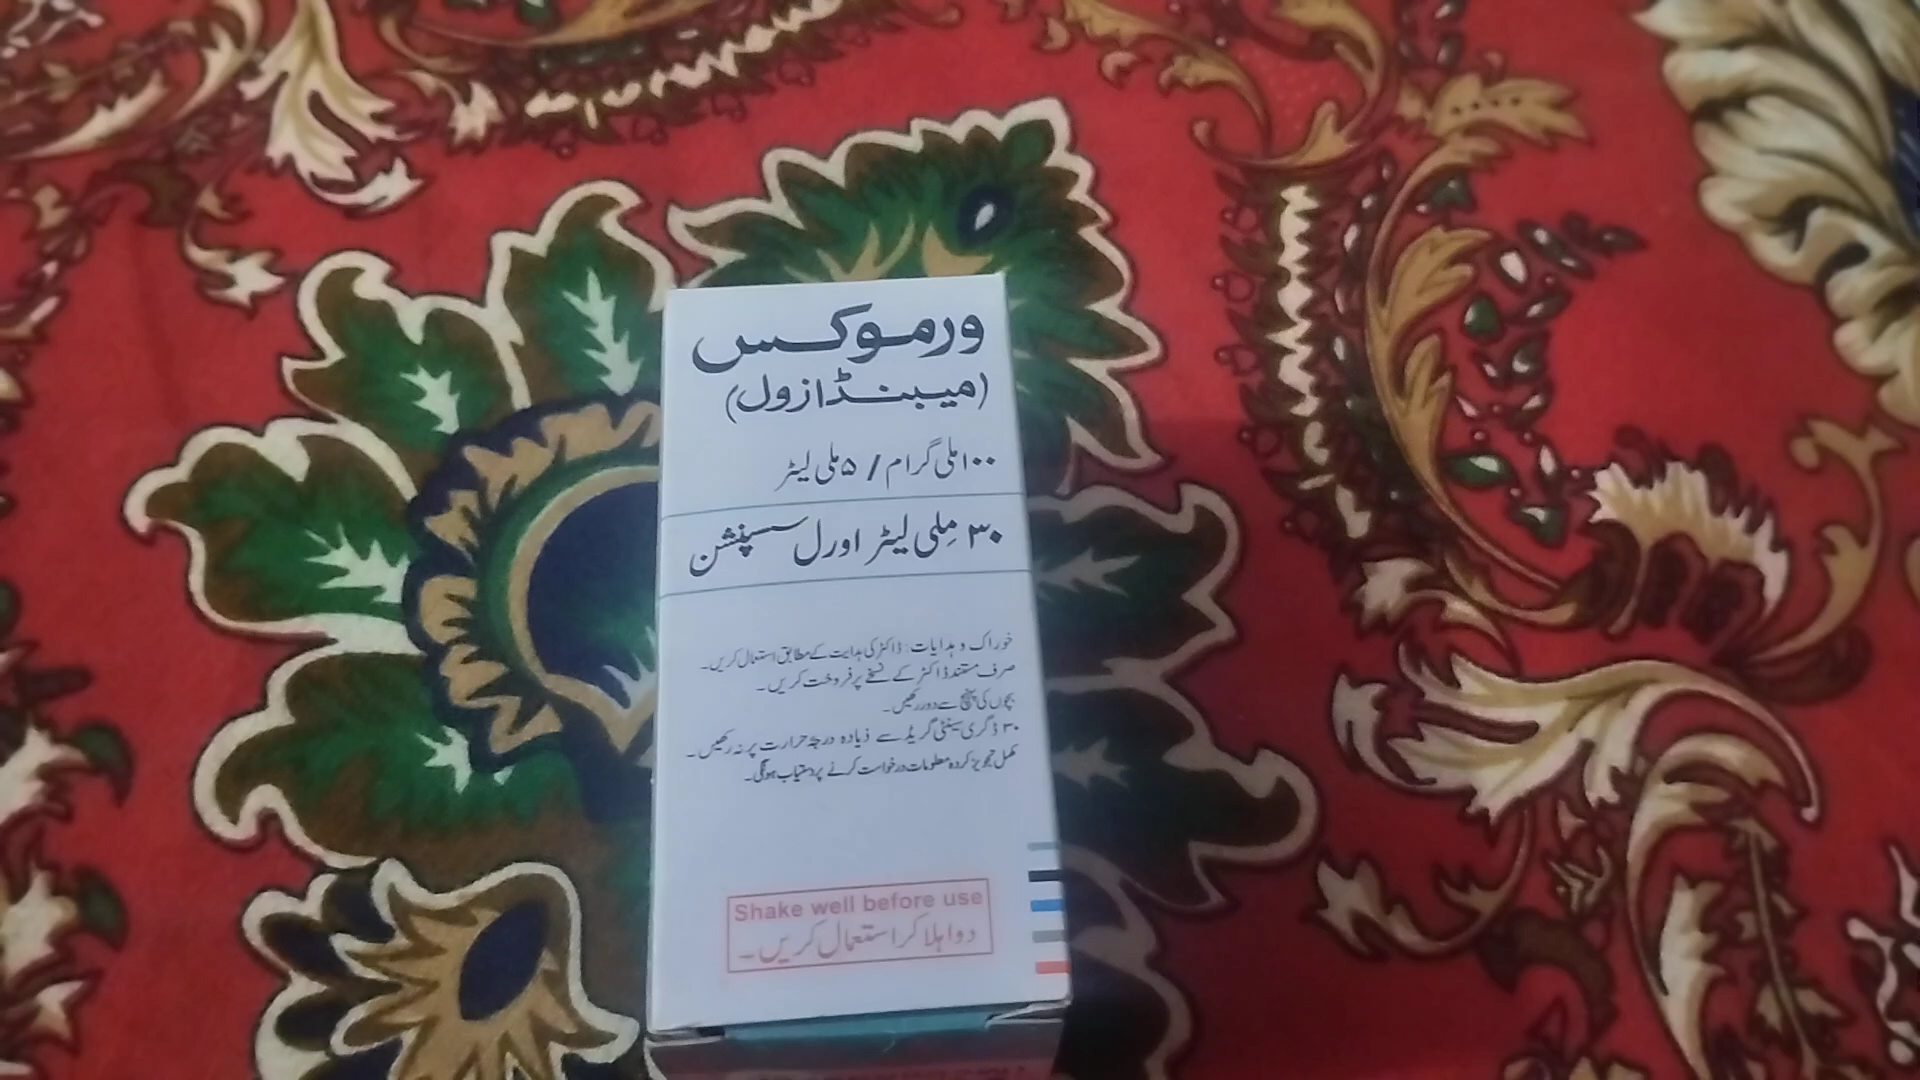 ورموکس
(میبنڈازول)
۱۰۰ ملی گرام / ۵ ملی لیٹر
۳۰ مِلی لیٹر اورل سسپنشن
خوراک و ہدایات: ڈاکٹر کی ہدایت کے مطابق استعمال کریں۔
صرف مستند ڈاکٹر کے نسخے پر فروخت کریں۔
بچوں کی پہنچ سے دور رکھیں۔
۳۰ ڈگری سینٹی گریڈ سے زیادہ درجۂ حرارت پر نہ رکھیں۔
مکمل تجویز کردہ معلومات درخواست کرنے پر دستیاب ہونگی۔
Shake well before use
دوا ہلا کر استعمال کریں۔